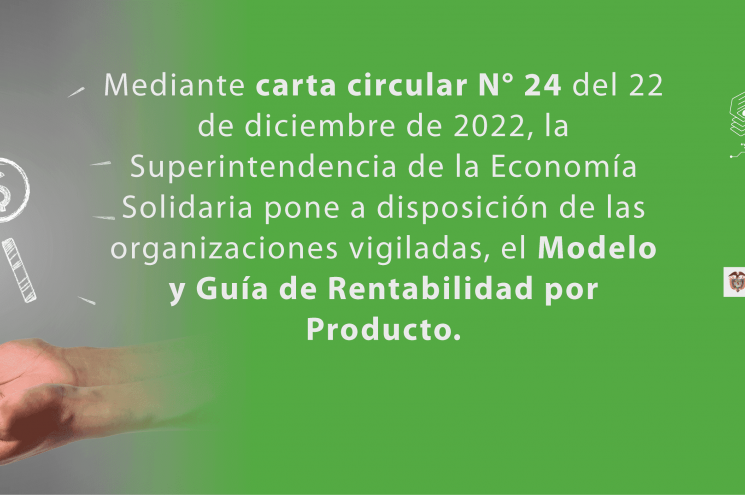 Mediante carta circular N° 24 del 22
de diciembre de 2022, la
Superintendencia de la Economía
Solidaria pone a disposición de las
organizaciones vigiladas, el Modelo
y Guía de Rentabilidad por
Producto.